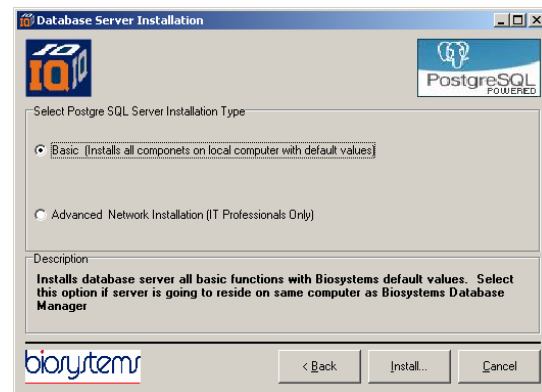 Database Server Installation
IQ
PostgreSQL
POWERED
Select Postgre SQL Server Installation Type
Basic (Installs all componets on local computer with default values)
Advanced Network Installation (IT Professionals Only)
Description
Installs database server all basic functions with Biosystems default values. Select
this option if server is going to reside on same computer as Biosystems Database
Manager
biosystems
< Back
Install...
Cancel